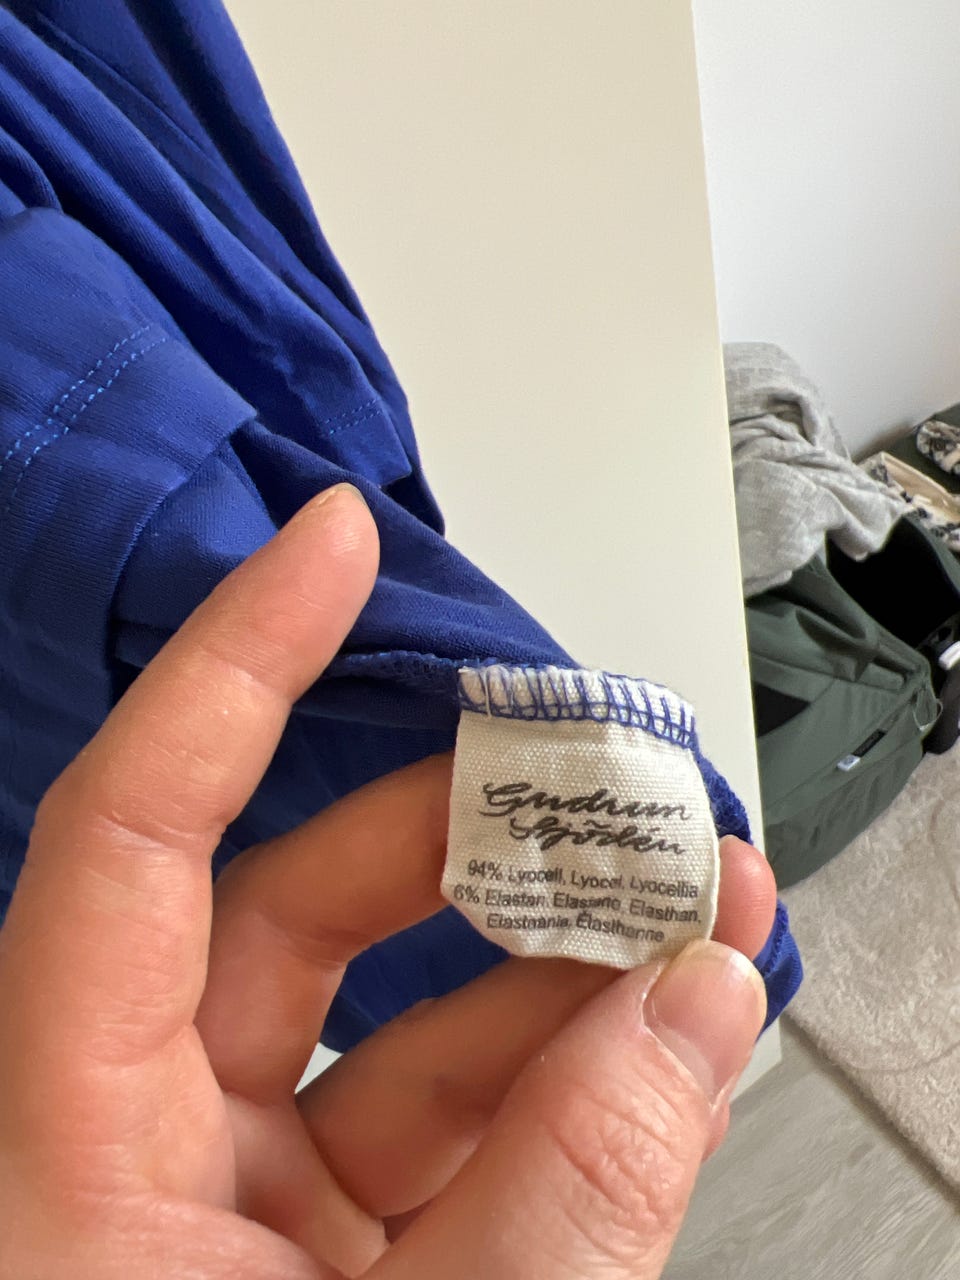 Gudrun
Sjödén
94% Lyocell, Lyocel, Lyocellia
6% Elastan, Elastano, Elasthan,
Elastaania, Élasthanne